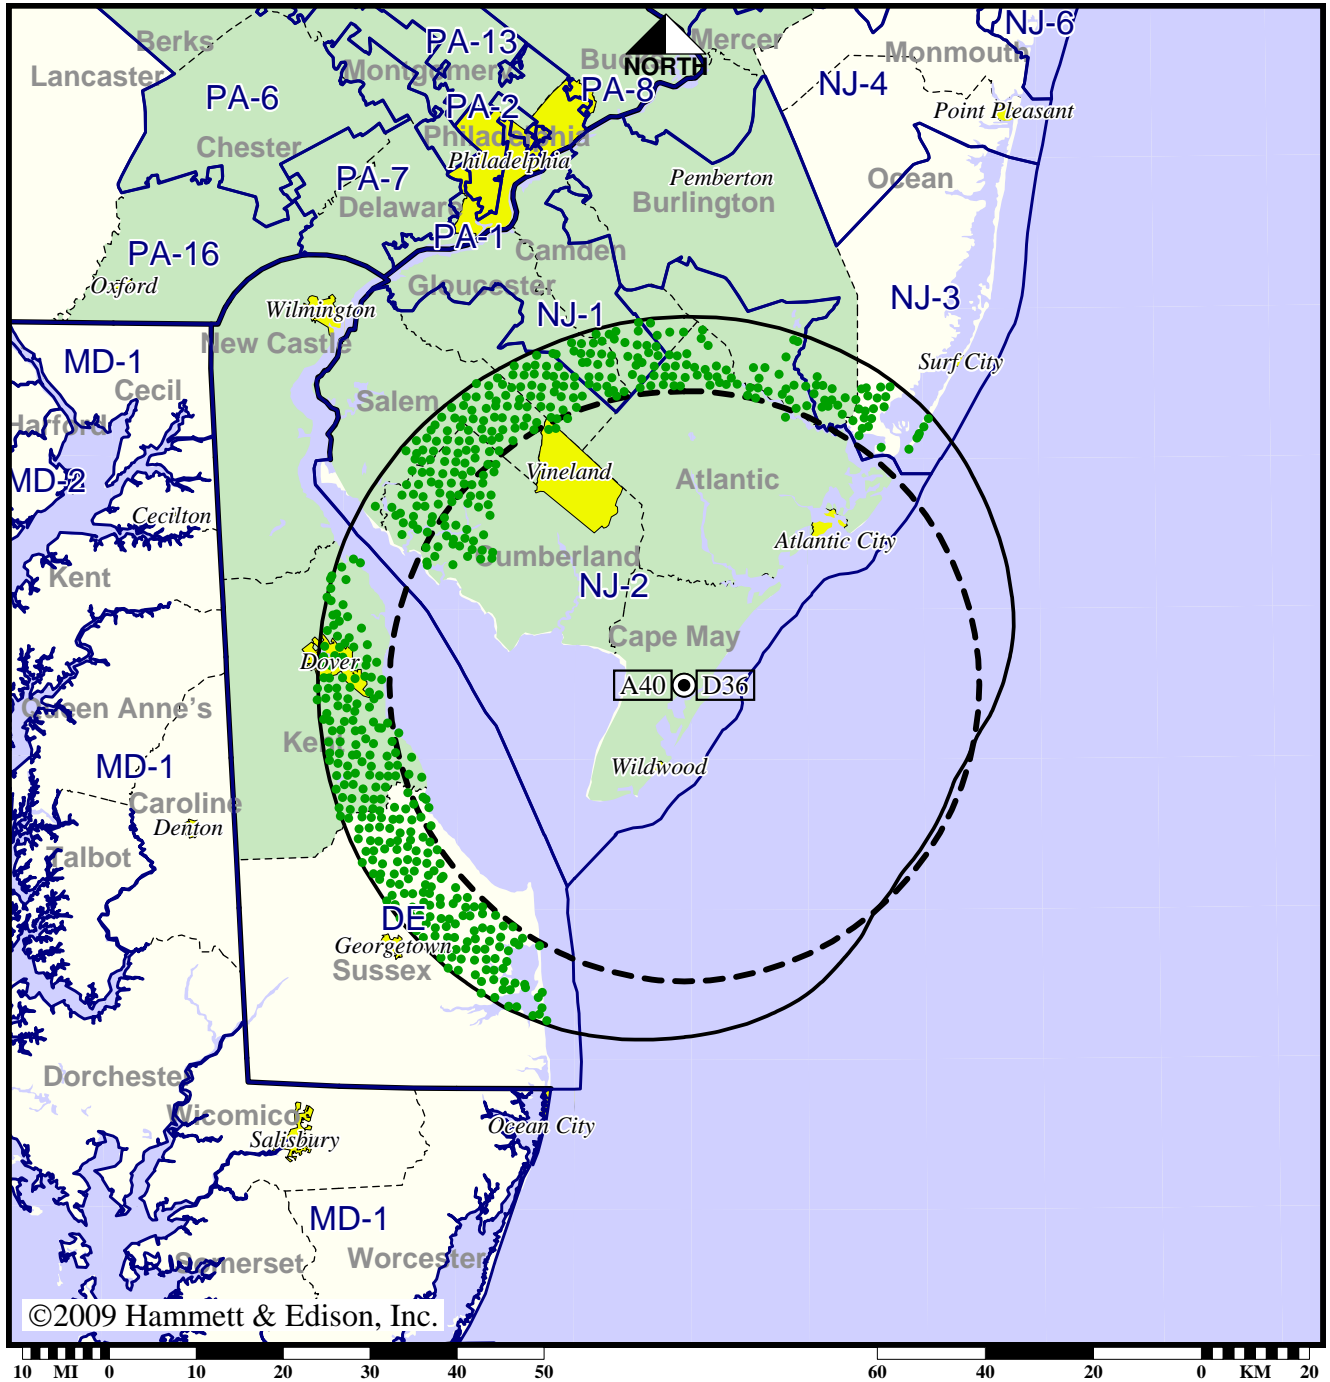 NJ-6
Berks
PA-13
Mercer
Monmouth
Lancaster
Montgomery
Bucks
NORTH
PA-6
PA-2
PA-8
NJ-4
Point Pleasant
Chester
Philadelphia
Philadelphia
PA-7
Pemberton
Ocean
Delaware
Burlington
PA-1
PA-16
Camden
Oxford
Gloucester
NJ-3
Wilmington
NJ-1
New Castle
MD-1
Surf City
Cecil
Salem
Harford
Vineland
Atlantic
MD-2
Cecilton
Atlantic City
Kent
Cumberland
NJ-2
Cape May
Dover
A40
D36
Queen Anne's
Kent
MD-1
Wildwood
Caroline
Denton
Talbot
DE
Georgetown
Sussex
Dorchester
Wicomico
Salisbury
Ocean City
MD-1
Somerset
Worcester
©2009 Hammett & Edison, Inc.
10 MI 0 10 20 30 40 50 60 40 20 0 KM 20